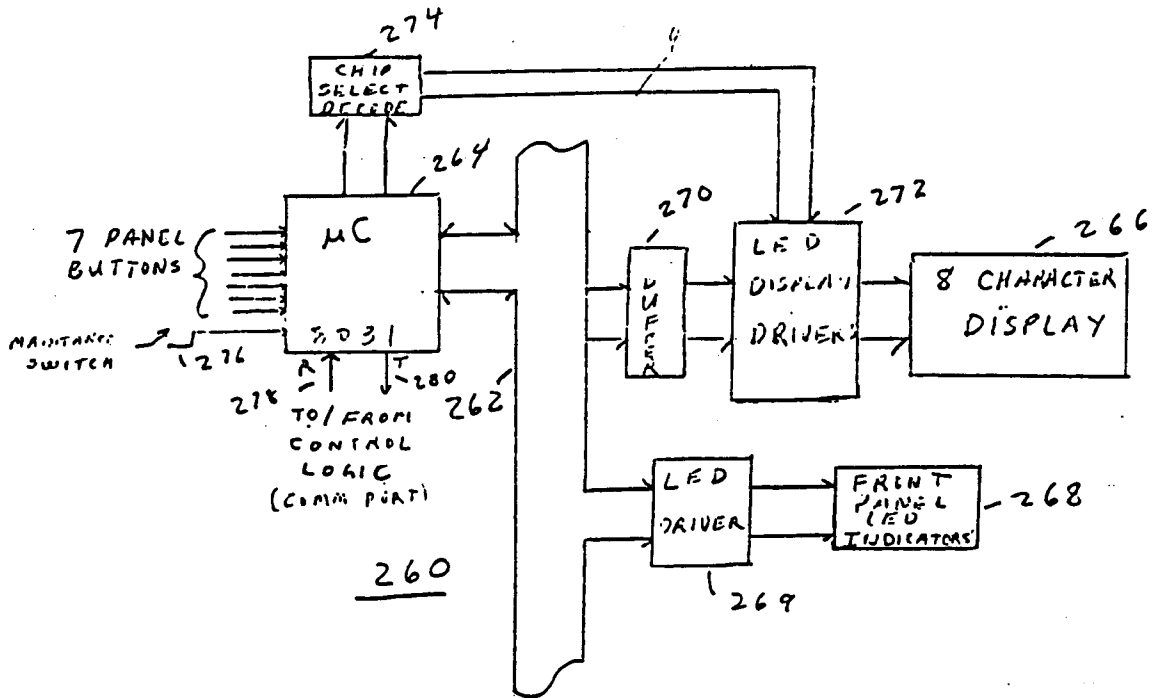 274
4
CHIP
SELECT
DECODE
264
270
272
266
7 PANEL
BUTTONS
µC
LED
DISPLAY
DRIVERS
8 CHARACTER
DISPLAY
BUFFER
SWITCH
276
8031
R
T
278
280
262
TO/FROM
CONTROL
LOGIC
(COMM PORT)
LED
DRIVER
FRONT
PANEL
LED
INDICATORS
268
260
269